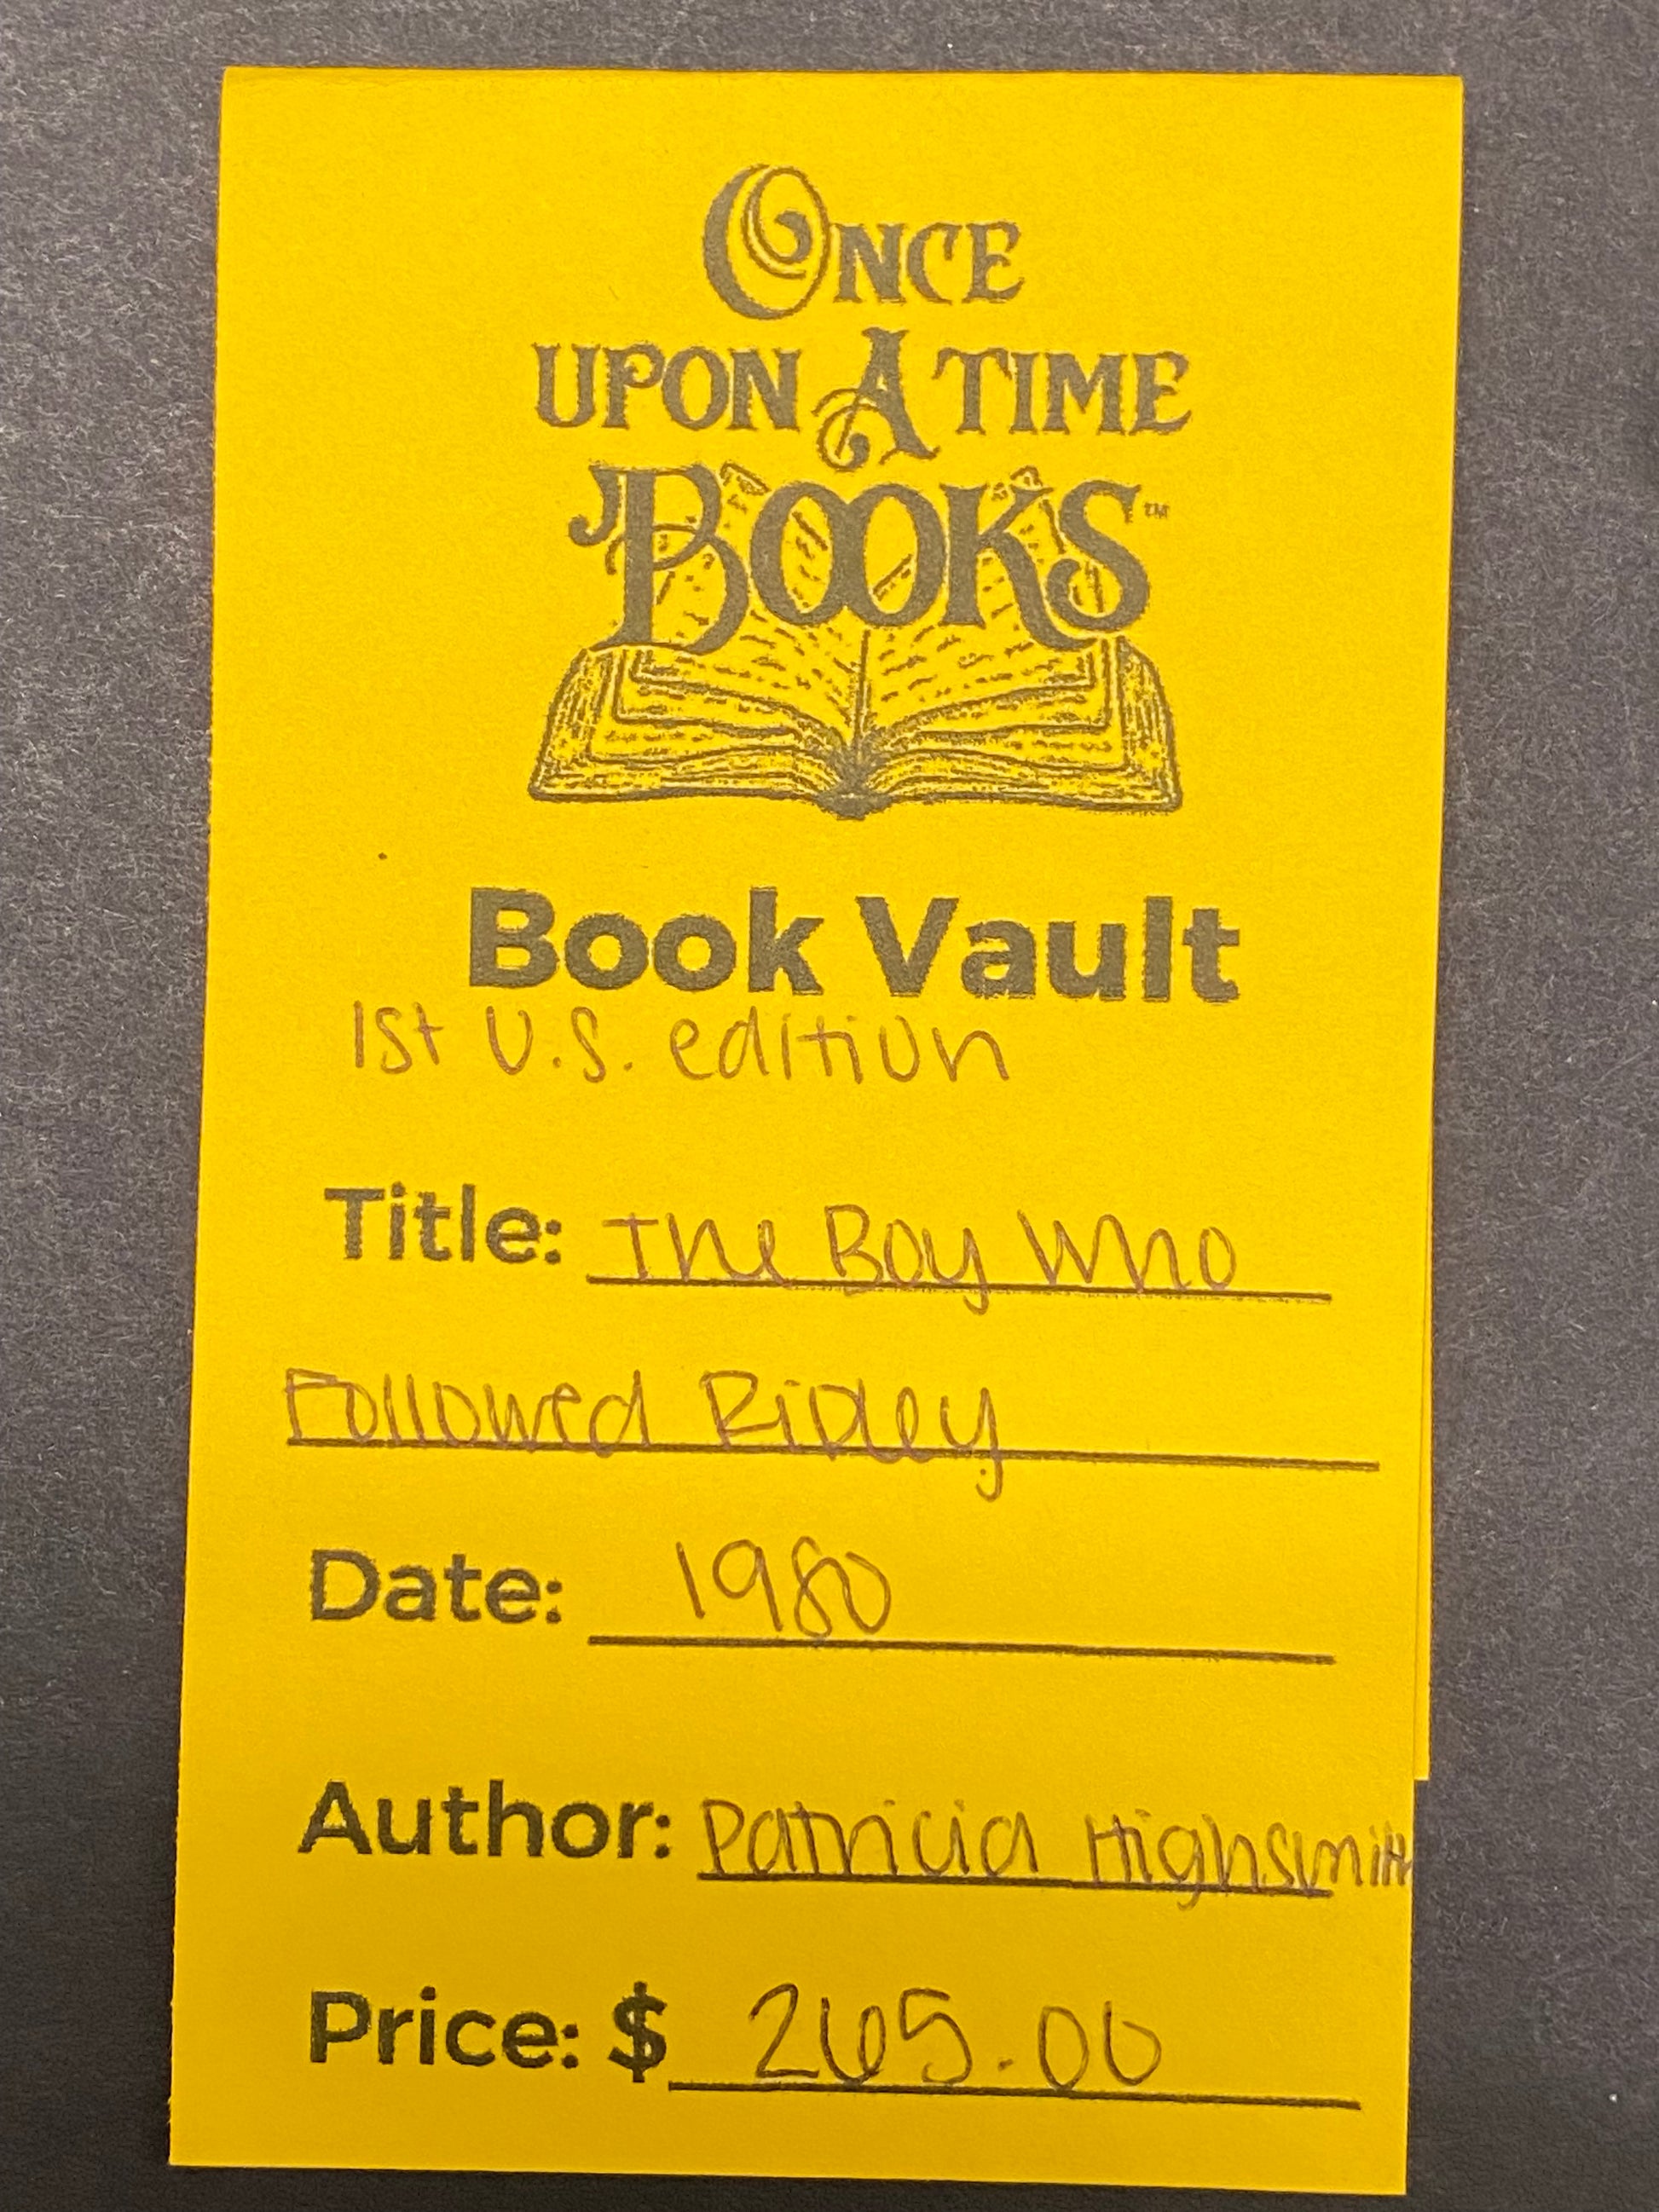 ONCE
UPON A TIME
BOOKS™
Book Vault
1st U.S. edition
Title: The Boy Who
Followed Ripley
Date: 1980
Author: Patricia Highsmith
Price: $ 265.00